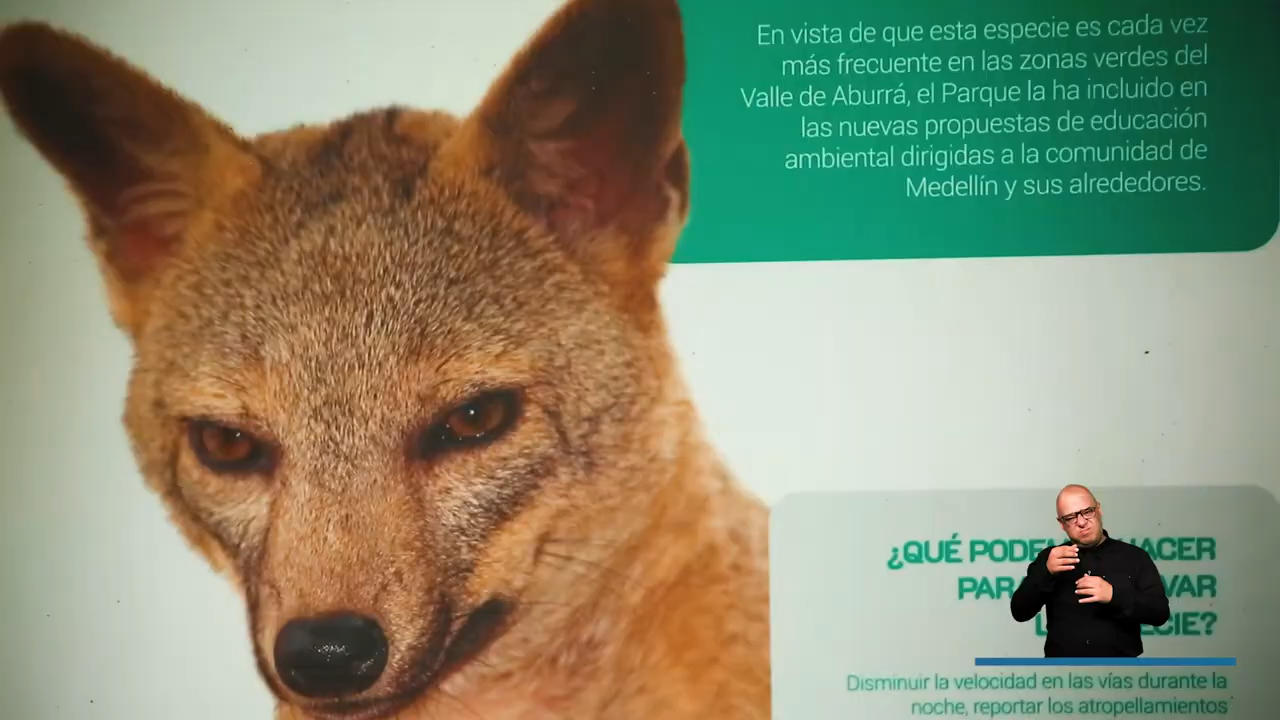 En vista de que esta especie es cada vez
más frecuente en las zonas verdes del
Valle de Aburrá, el Parque la ha incluido en
las nuevas propuestas de educación
ambiental dirigidas a la comunidad de
Medellín y sus alrededores.
¿QUÉ
Disminuir la velocidad en las vías durante la
noche, reportar los atropellamientos